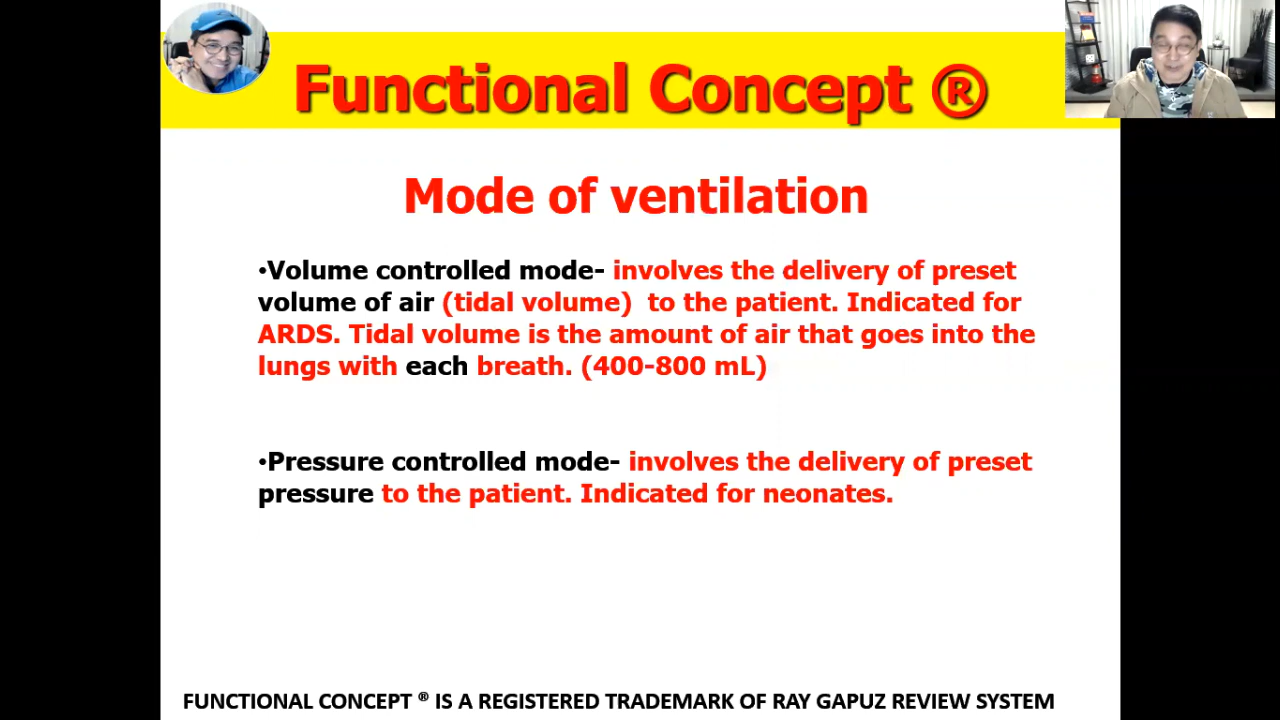 Functional Concept ®
Mode of ventilation
•Volume controlled mode- involves the delivery of preset
volume of air (tidal volume)  to the patient. Indicated for
ARDS. Tidal volume is the amount of air that goes into the
lungs with each breath. (400-800 mL)
•Pressure controlled mode- involves the delivery of preset
pressure to the patient. Indicated for neonates.
FUNCTIONAL CONCEPT ® IS A REGISTERED TRADEMARK OF RAY GAPUZ REVIEW SYSTEM